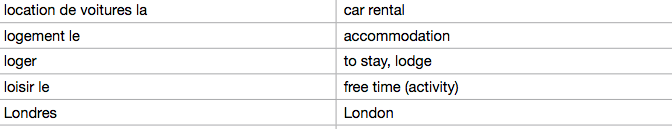 location de voitures la car rental
logement le accommodation
loger to stay, lodge
loisir le free time (activity)
Londres London